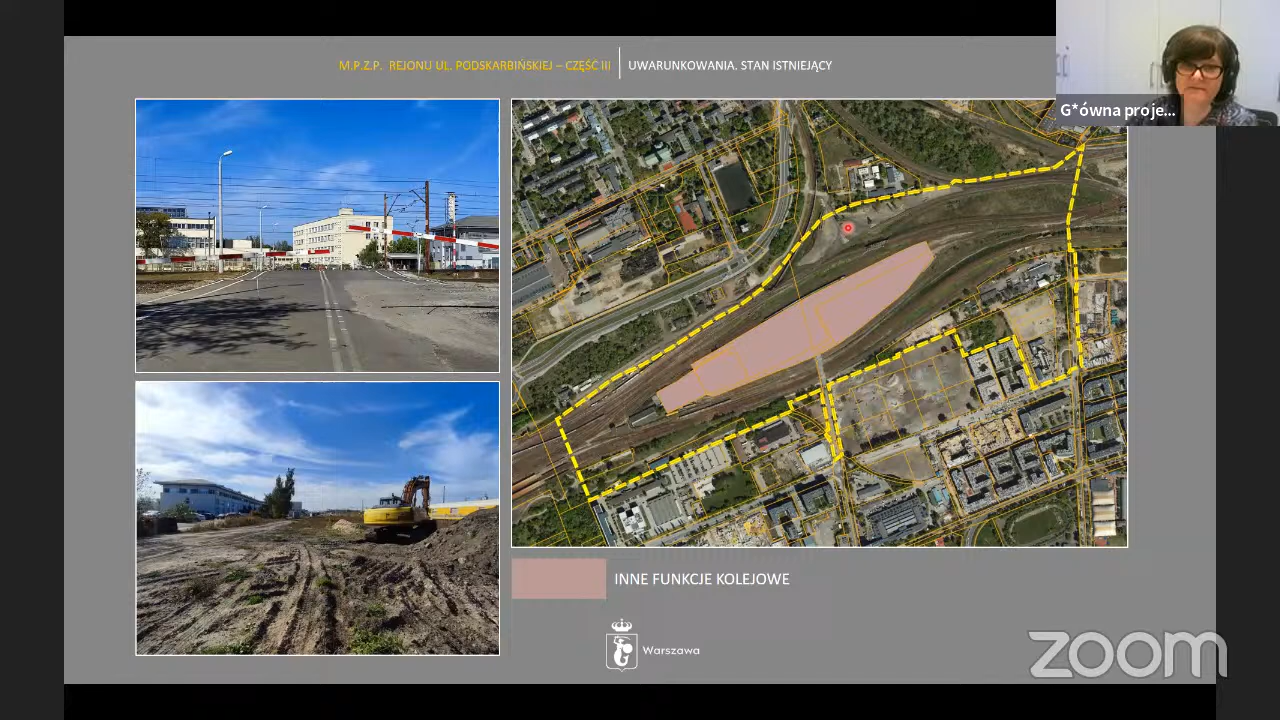 M.P.Z.P. REJONU UL. PODSKARBIŃSKIEJ – CZĘŚĆ III
UWARUNKOWANIA. STAN ISTNIEJĄCY
G*ówna proje...
INNE FUNKCJE KOLEJOWE
Warszawa
zoom